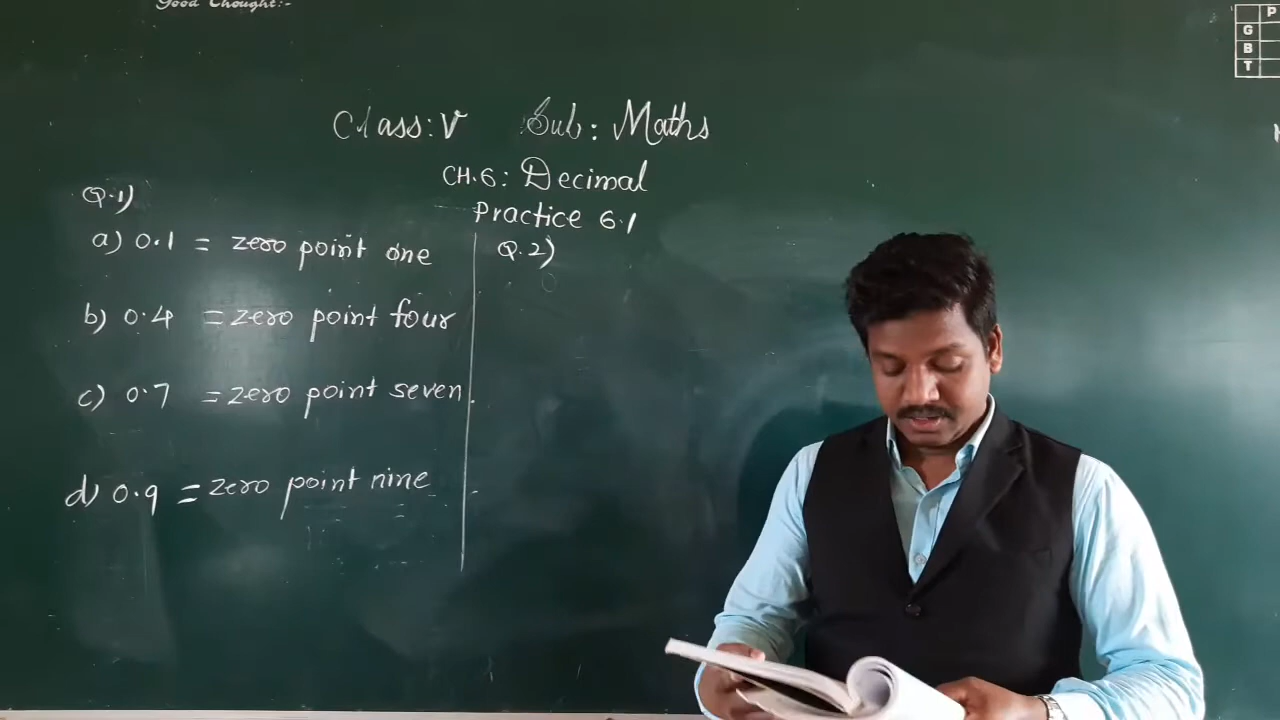 Good Thought:-
P
G
B
T
Class: V Sub: Maths
CH.6: Decimal
Practice 6.1
Q.1)
a) 0.1 = zero point one
b) 0.4 = zero point four
c) 0.7 = zero point seven.
d) 0.9 = zero point nine
Q.2)